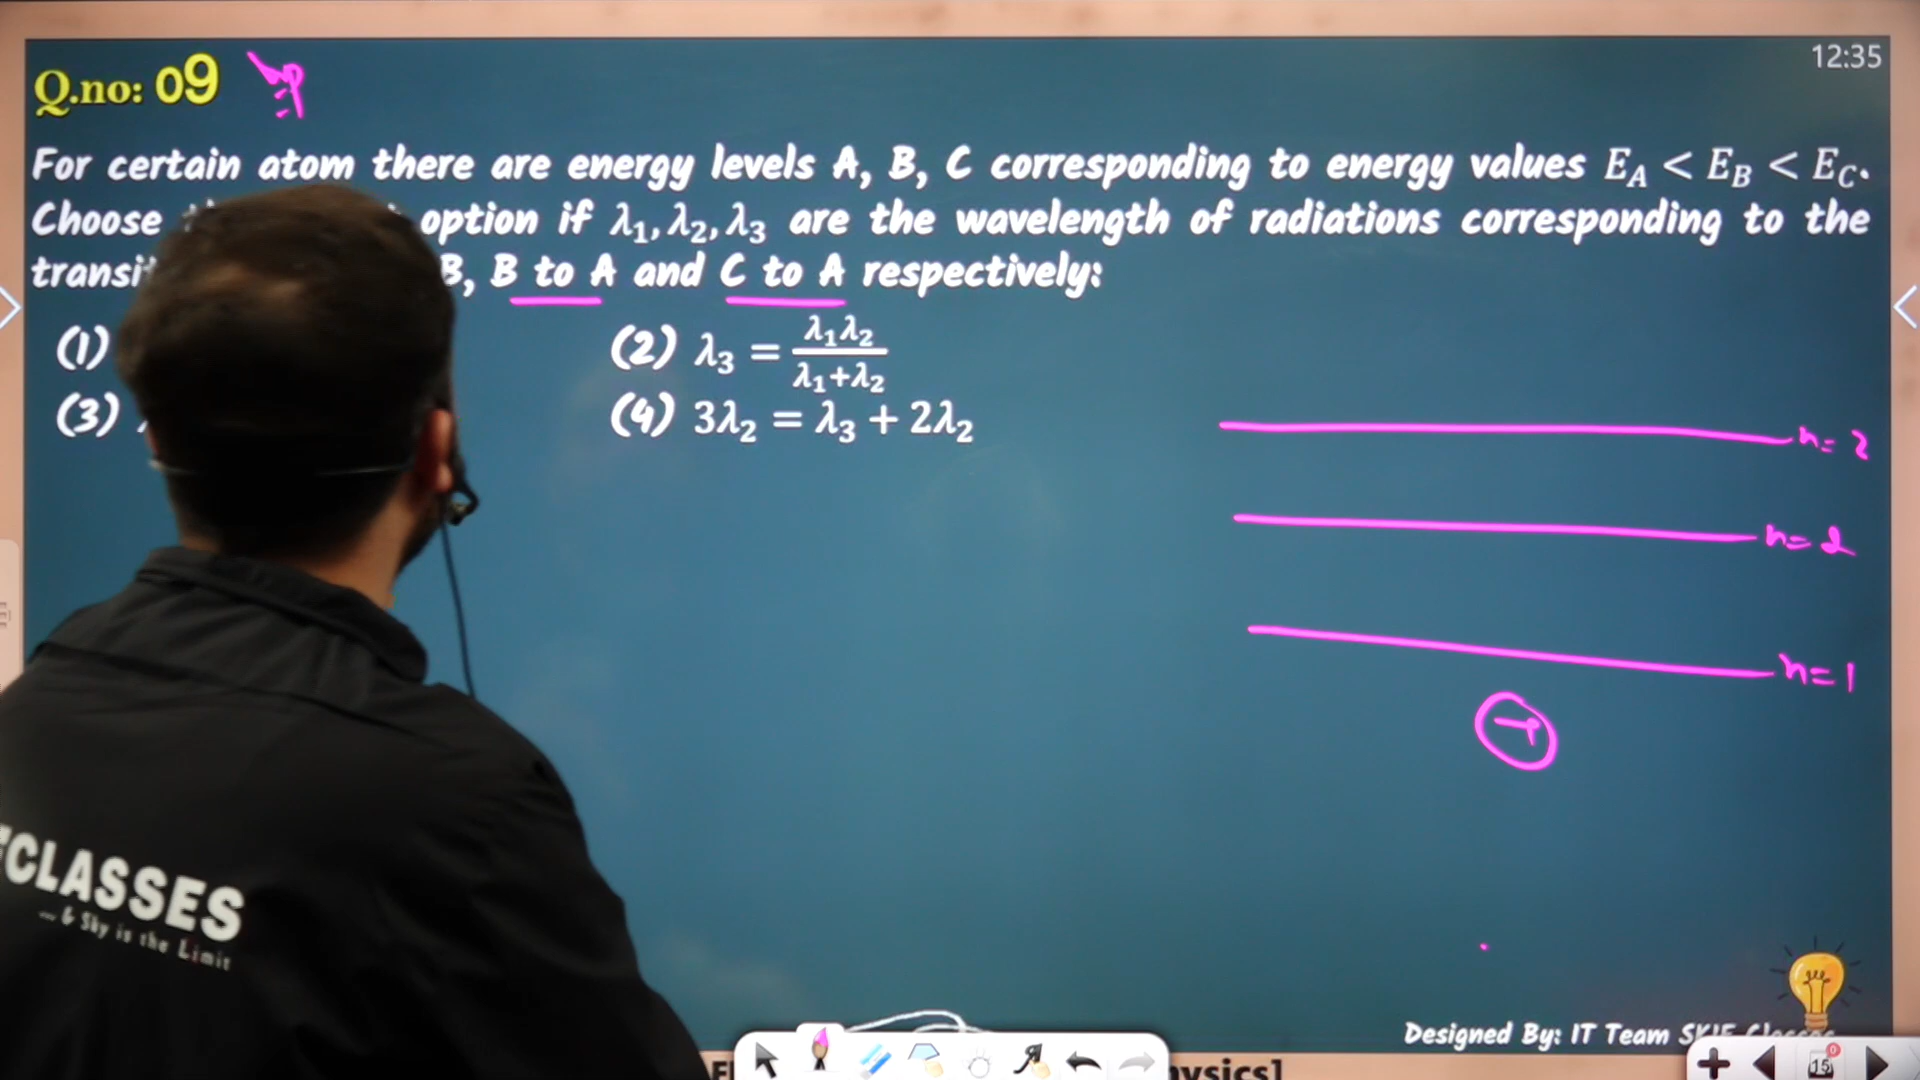 Q.no: 09
12:35
For certain atom there are energy levels A, B, C corresponding to energy values E_A < E_B < E_C.
Choose option if λ₁, λ₂, λ₃ are the wavelength of radiations corresponding to the
B, B to A and C to A respectively:
(1)
(2) λ₃ = λ₁λ₂/(λ₁+λ₂)
(3)
(4) 3λ₂ = λ₃ + 2λ₂
n=2
n=1
CLASSES
... & Sky is the Limit
Designed By: IT Team
15
0